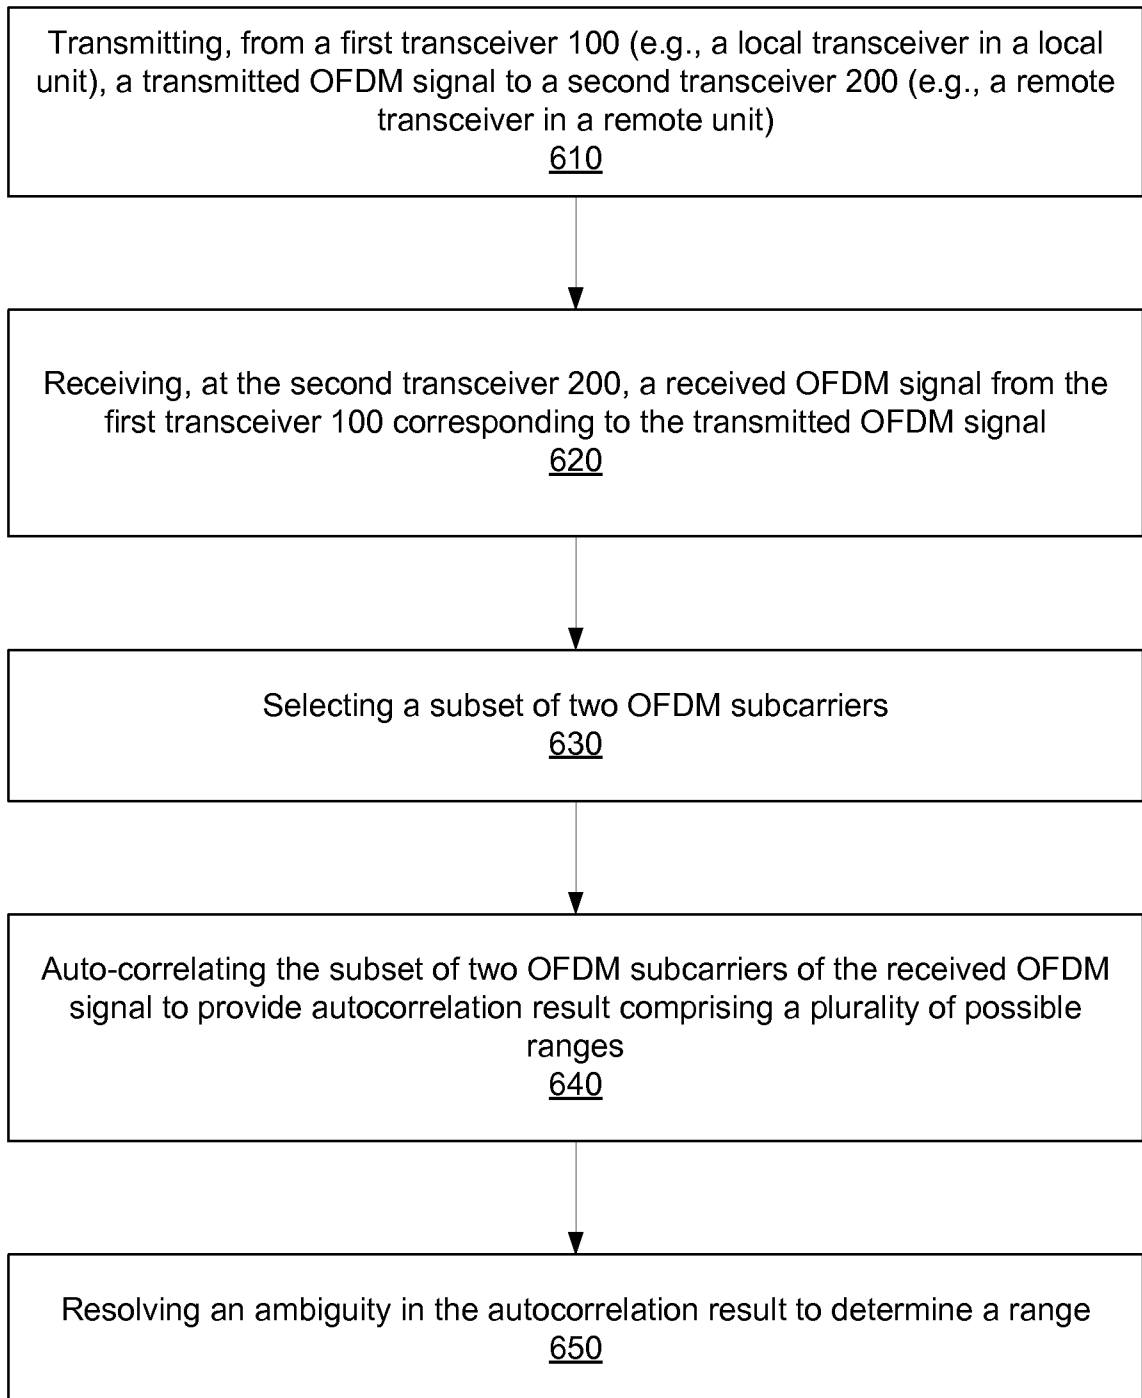 Transmitting, from a first transceiver 100 (e.g., a local transceiver in a local
unit), a transmitted OFDM signal to a second transceiver 200 (e.g., a remote
transceiver in a remote unit)
610
Receiving, at the second transceiver 200, a received OFDM signal from the
first transceiver 100 corresponding to the transmitted OFDM signal
620
Selecting a subset of two OFDM subcarriers
630
Auto-correlating the subset of two OFDM subcarriers of the received OFDM
signal to provide autocorrelation result comprising a plurality of possible
ranges
640
Resolving an ambiguity in the autocorrelation result to determine a range
650